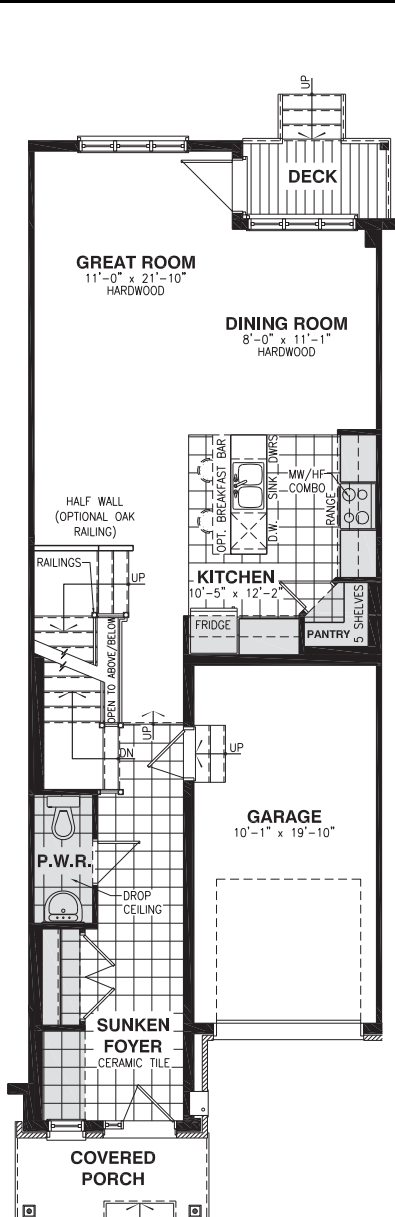 UP
DECK
GREAT ROOM
11'-0" x 21'-10"
HARDWOOD
DINING ROOM
8'-0" x 11'-1"
HARDWOOD
OPT. BREAKFAST BAR
D.W. SINK DWRS
MW/HF
COMBO
RANGE
HALF WALL
(OPTIONAL OAK
RAILING)
RAILINGS
UP
KITCHEN
10'-5" x 12'-2"
FRIDGE
PANTRY
5 SHELVES
OPEN TO ABOVE/BELOW
UP
DN
UP
GARAGE
10'-1" x 19'-10"
P.W.R.
DROP
CEILING
SUNKEN
FOYER
CERAMIC TILE
COVERED
PORCH